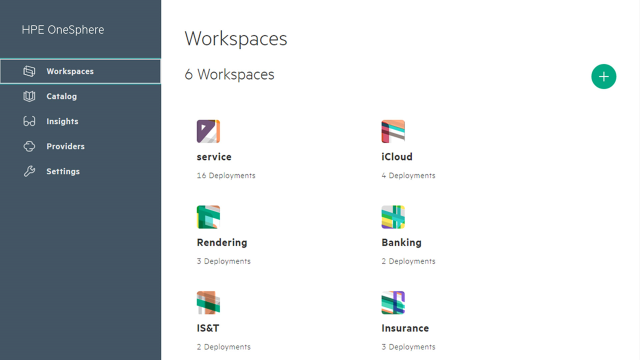 HPE OneSphere
Workspaces
Catalog
Insights
Providers
Settings
Workspaces
6 Workspaces
service
16 Deployments
iCloud
4 Deployments
Rendering
3 Deployments
Banking
2 Deployments
IS&T
2 Deployments
Insurance
3 Deployments